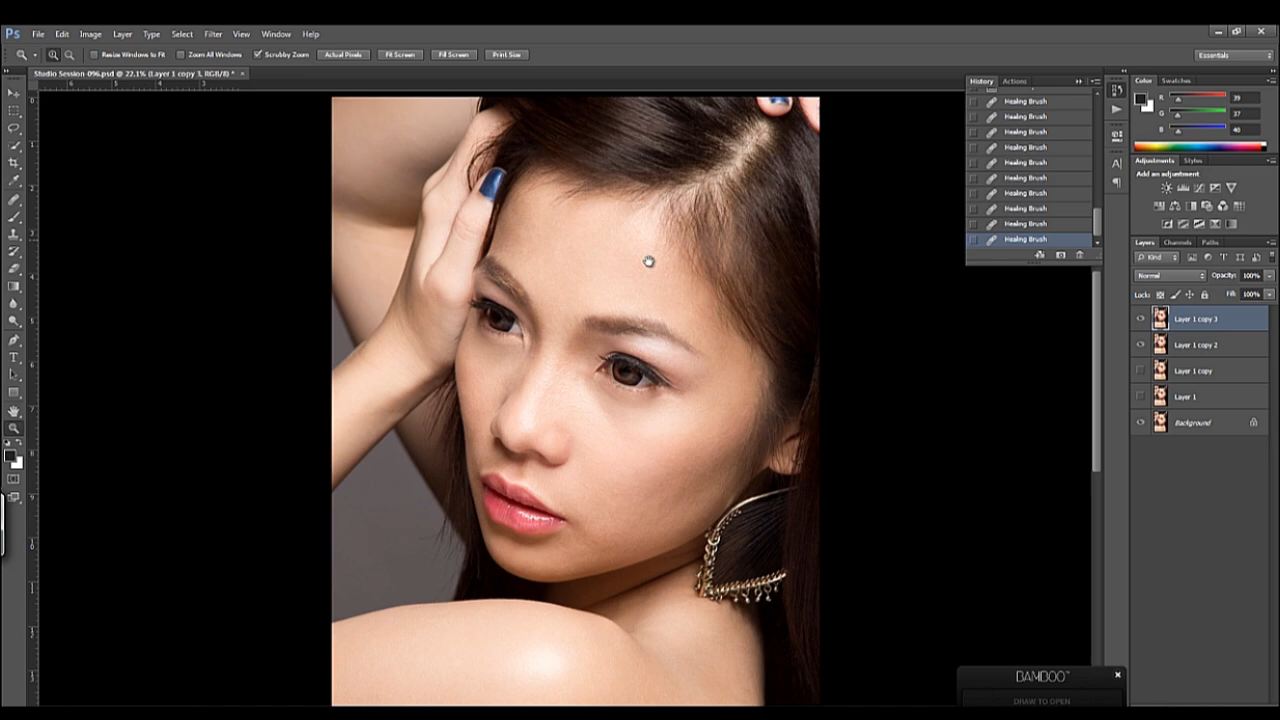 Ps File Edit Image Layer Type Select Filter View Window Help
Resize Windows to Fit Zoom All Windows Scrubby Zoom Actual Pixels Fit Screen Fill Screen Print Size Essentials
Studio Session-096.psd @ 22.1% (Layer 1 copy 3, RGB/8) * ×
History Actions
Healing Brush
Healing Brush
Healing Brush
Healing Brush
Healing Brush
Healing Brush
Healing Brush
Healing Brush
Healing Brush
Healing Brush
Color Swatches
R 39
G 37
B 40
Adjustments Styles
Add an adjustment
Layers Channels Paths
Kind
Normal Opacity: 100%
Lock: Fill: 100%
Layer 1 copy 3
Layer 1 copy 2
Layer 1 copy
Layer 1
Background
BAMBOO™
DRAW TO OPEN